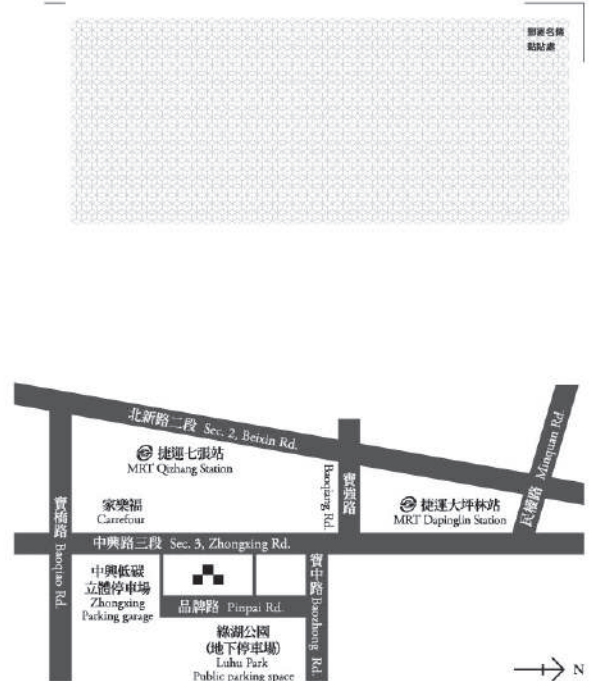 黏貼處
北新路二段 Sec. 2, Beixin Rd.
捷運七張站
MRT Qizhang Station
寶橋路 Baoqiao Rd.
家樂福
Carrefour
寶強路
Baoqiang Rd.
捷運大坪林站
MRT Dapinglin Station
民權路 Minquan Rd.
中興路三段 Sec. 3, Zhongxing Rd.
中興低碳
立體停車場
Zhongxing
Parking garage
品牌路 Pinpai Rd.
寶中路 Baozhong Rd.
綠湖公園
(地下停車場)
Luhu Park
Public parking space
N